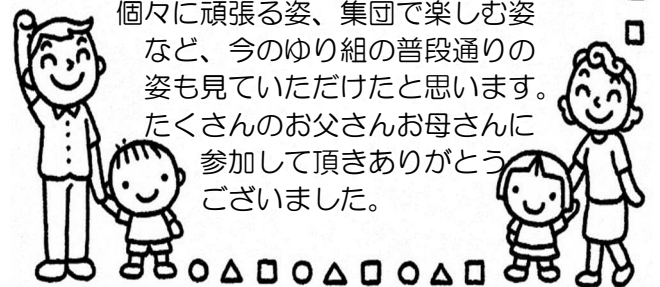 個々に頑張る姿、集団で楽しむ姿
など、今のゆり組の普段通りの
姿も見ていただけたと思います。
たくさんのお父さんお母さんに
参加して頂きありがとう
ございました。